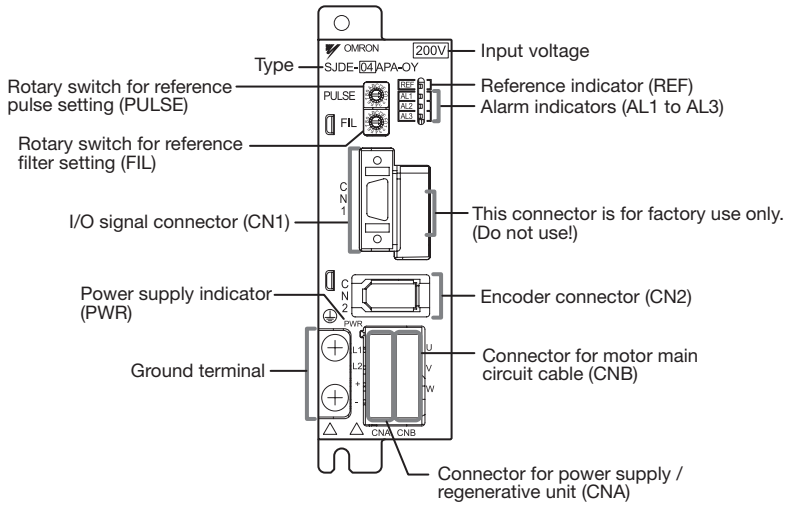 OMRON
200V
Input voltage
Type
SJDE-04APA-OY
Rotary switch for reference
pulse setting (PULSE)
PULSE
REF
AL1
AL2
AL3
Reference indicator (REF)
Alarm indicators (AL1 to AL3)
FIL
Rotary switch for reference
filter setting (FIL)
CN1
I/O signal connector (CN1)
This connector is for factory use only.
(Do not use!)
CN2
Power supply indicator
(PWR)
Encoder connector (CN2)
PWR
L1
L2
+
-
U
V
W
Ground terminal
Connector for motor main
circuit cable (CNB)
CNA CNB
Connector for power supply /
regenerative unit (CNA)